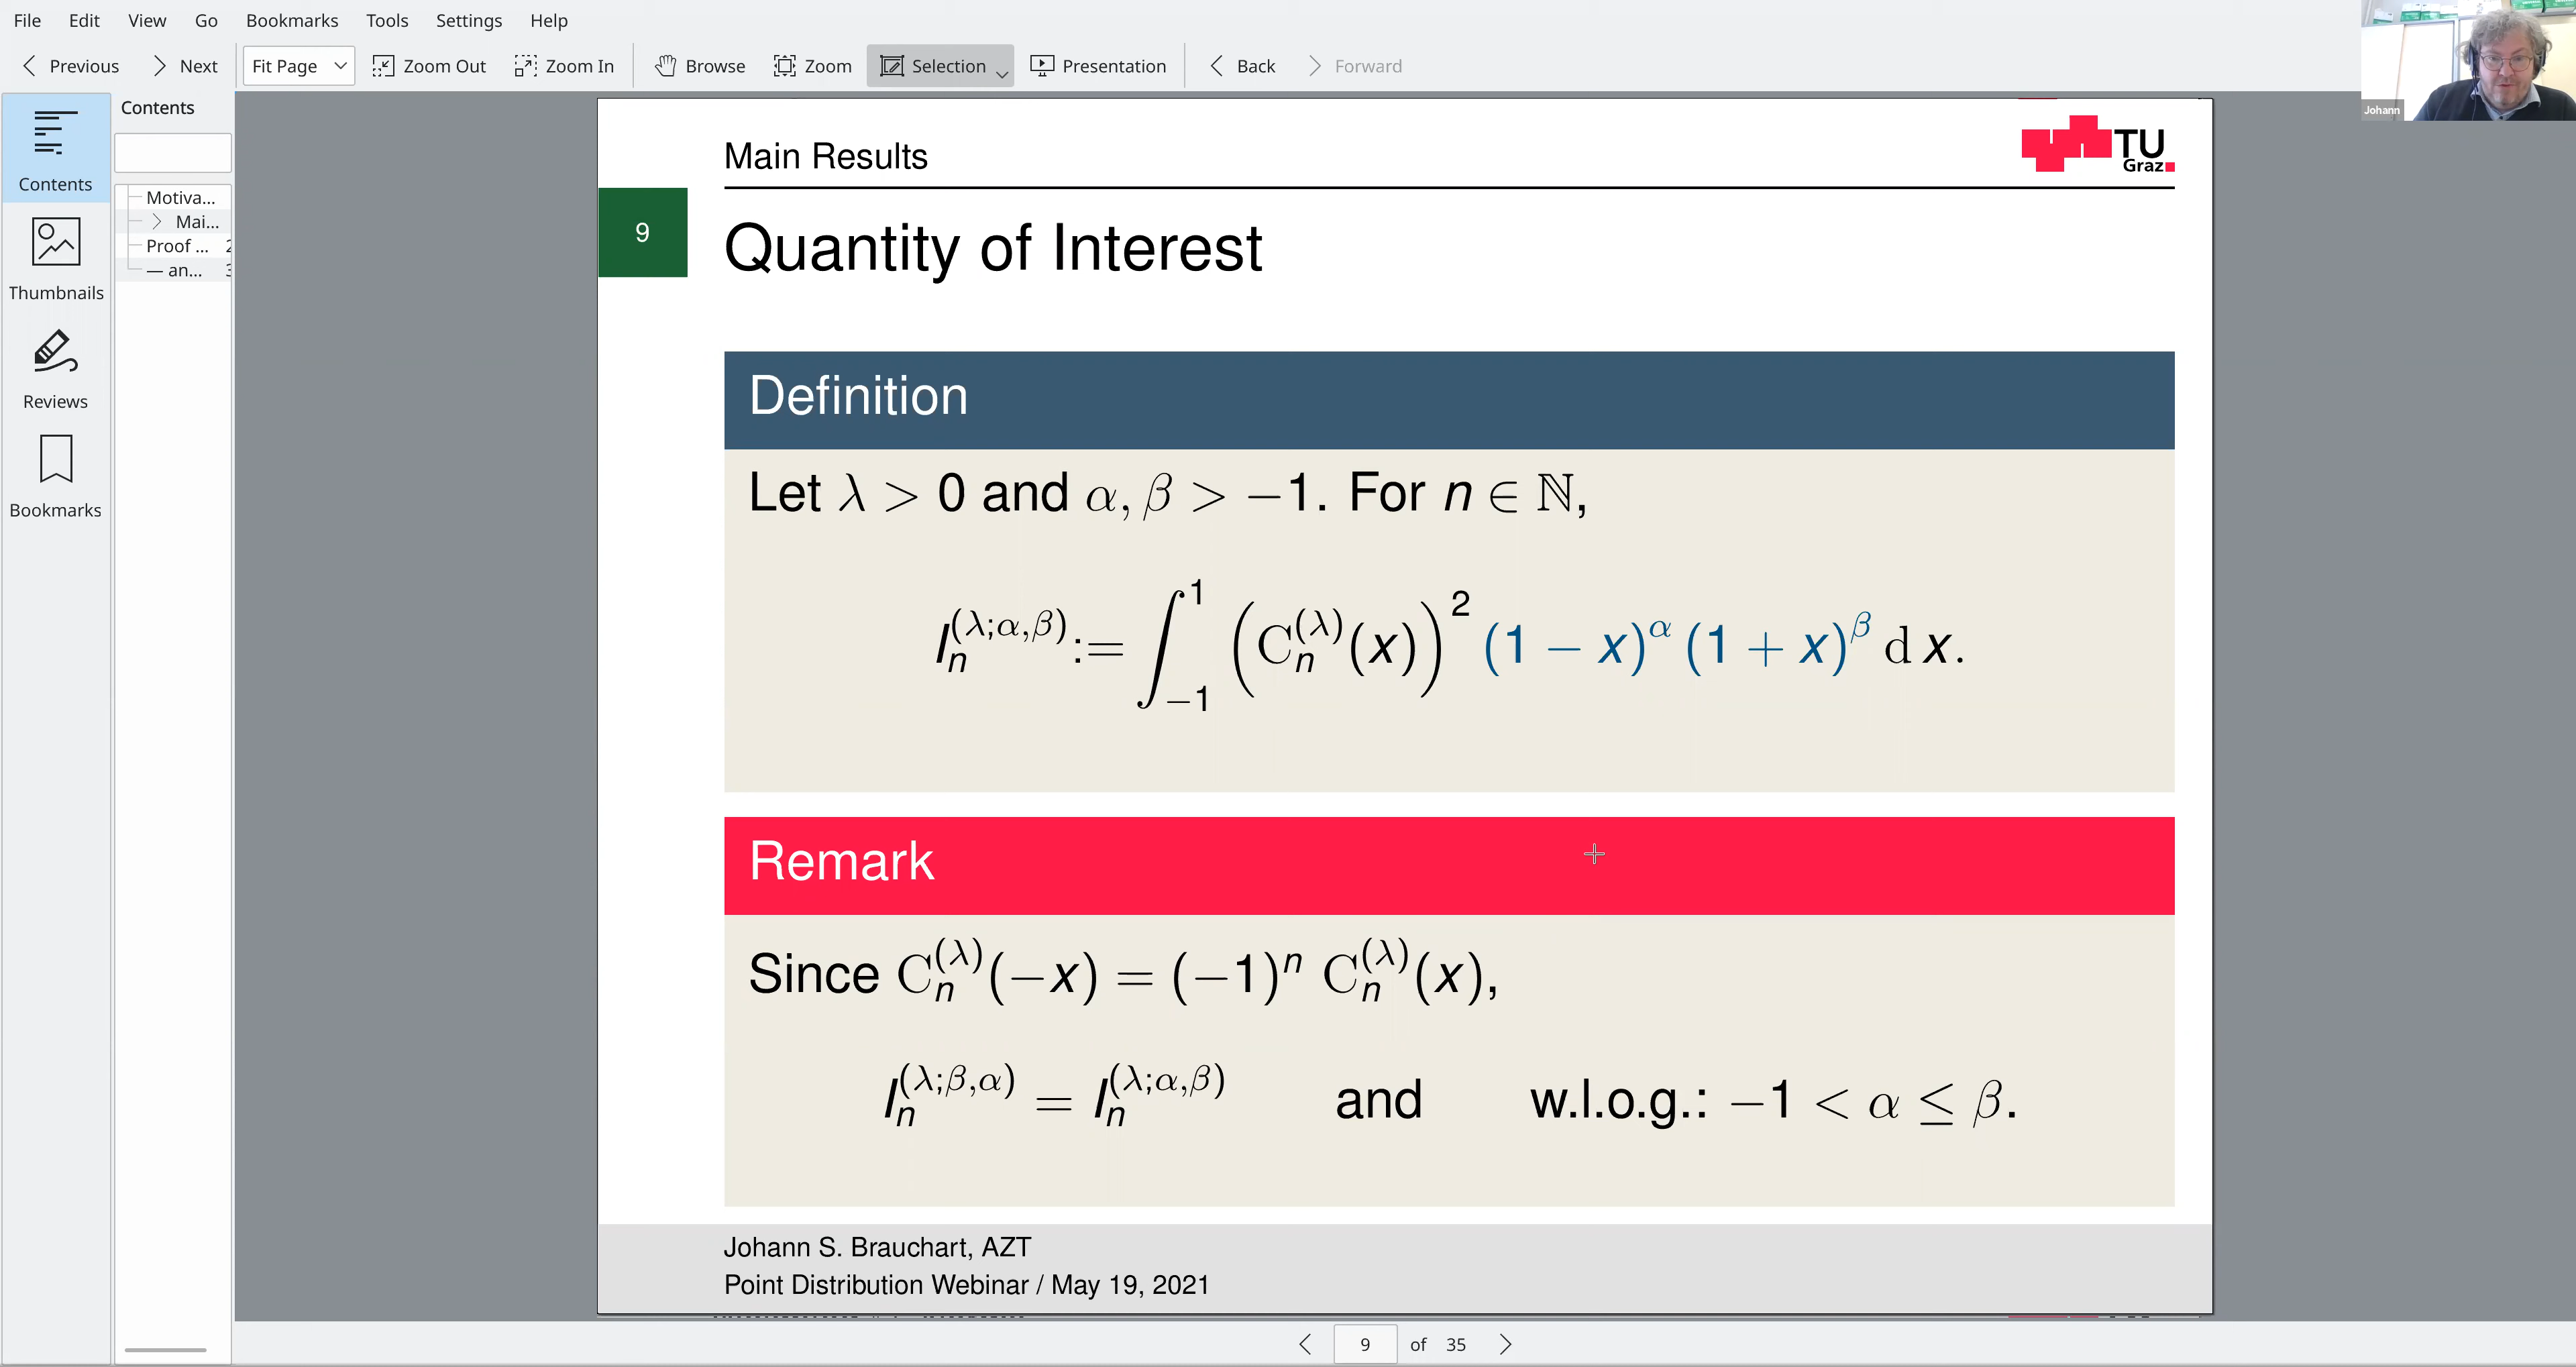 File Edit View Go Bookmarks Tools Settings Help
Previous Next Fit Page Zoom Out Zoom In Browse Zoom Selection Presentation Back Forward
Johann
Contents
Thumbnails
Reviews
Bookmarks
Contents
Motiva...
Mai...
Proof ...
— an...
Main Results
TU
Graz
9
Quantity of Interest
Definition
Let λ > 0 and α, β > −1. For n ∈ ℕ,
I_n^{(λ;α,β)} := ∫_{−1}^{1} (C_n^{(λ)}(x))^2 (1 − x)^α (1 + x)^β d x.
Remark
Since C_n^{(λ)}(−x) = (−1)^n C_n^{(λ)}(x),
I_n^{(λ;β,α)} = I_n^{(λ;α,β)} and w.l.o.g.: −1 < α ≤ β.
Johann S. Brauchart, AZT
Point Distribution Webinar / May 19, 2021
9 of 35